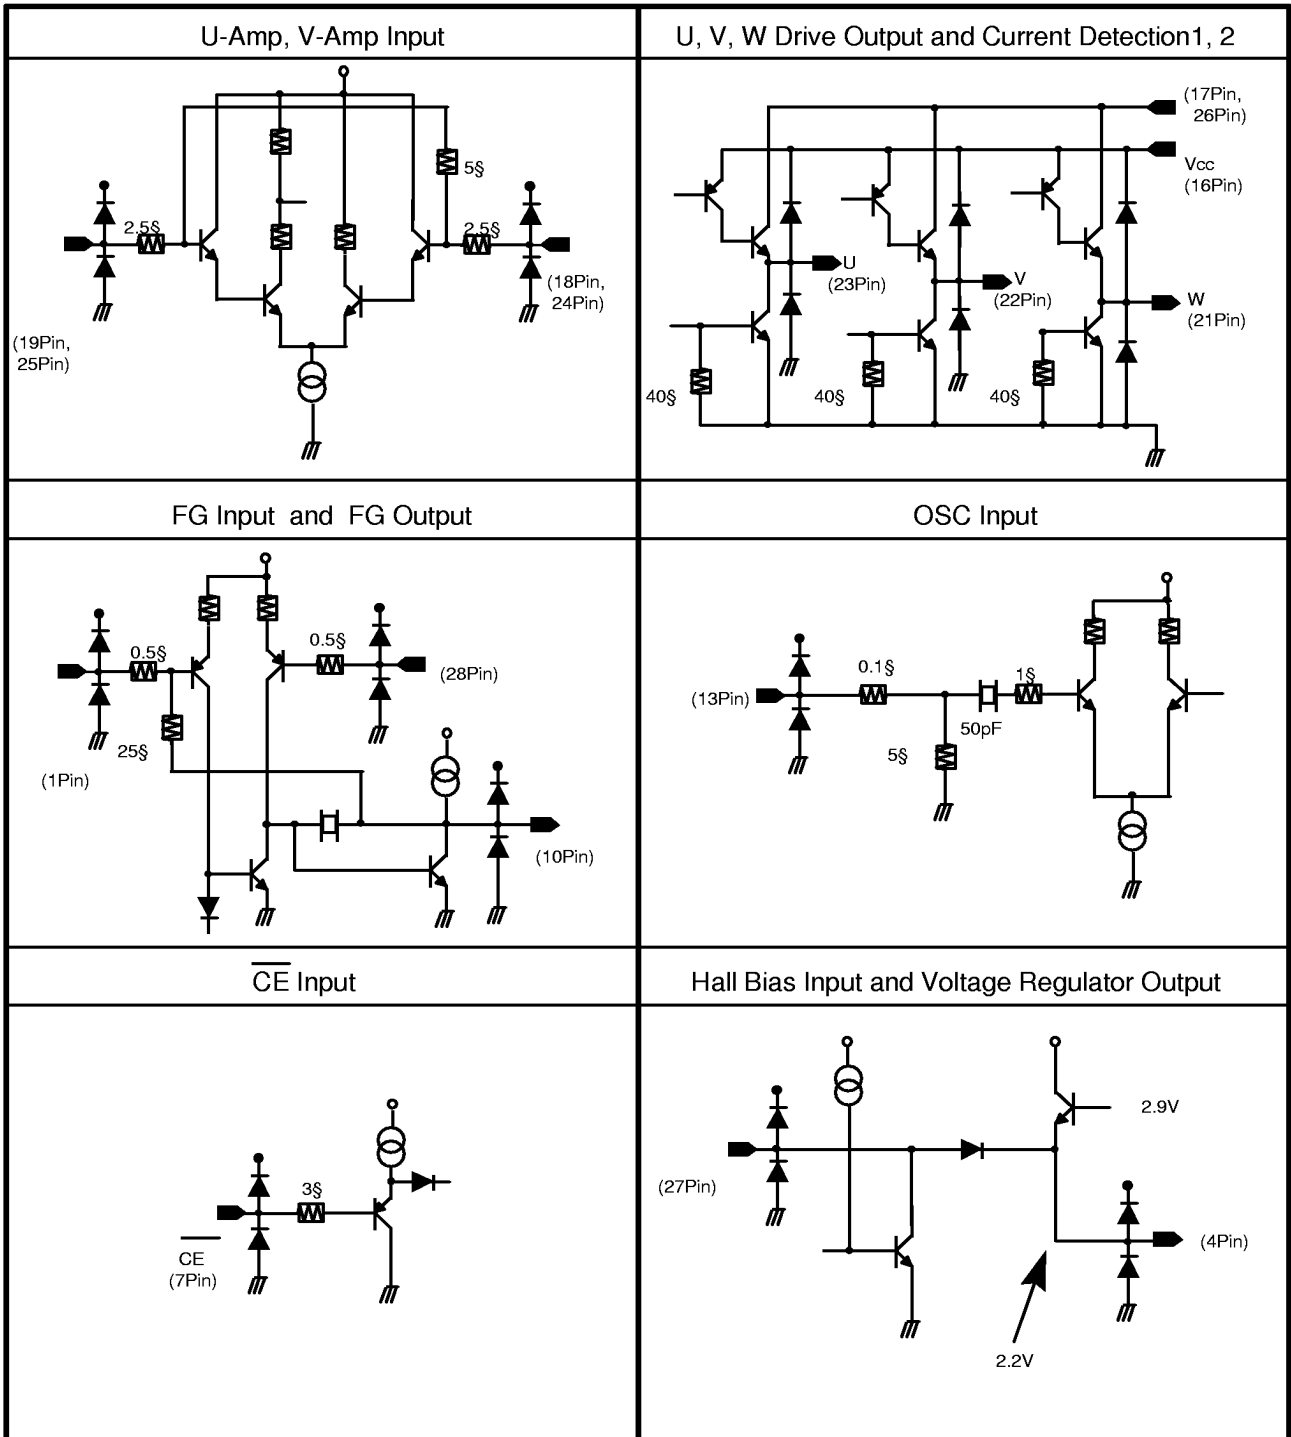 U-Amp, V-Amp Input
5§
2.5§
2.5§
(18Pin,
24Pin)
(19Pin,
25Pin)
U, V, W Drive Output and Current Detection1, 2
(17Pin,
26Pin)
Vcc
(16Pin)
U
(23Pin)
V
(22Pin)
W
(21Pin)
40§
40§
40§
FG Input and FG Output
0.5§
0.5§
(28Pin)
25§
(1Pin)
(10Pin)
OSC Input
0.1§
1§
(13Pin)
50pF
5§
CE Input
3§
CE
(7Pin)
Hall Bias Input and Voltage Regulator Output
2.9V
(27Pin)
(4Pin)
2.2V